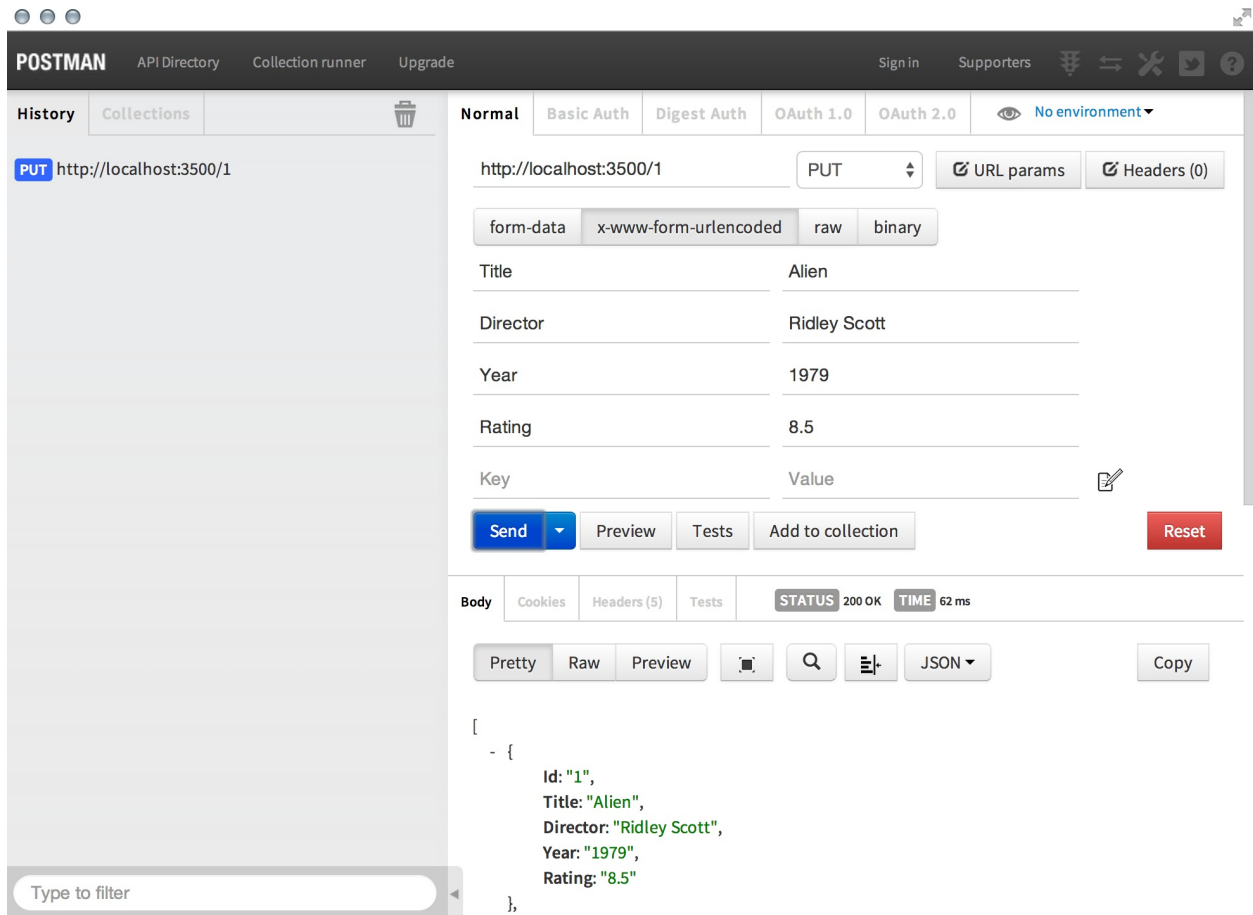 POSTMAN API Directory Collection runner Upgrade Sign in Supporters
History Collections
PUT http://localhost:3500/1
Type to filter
Normal Basic Auth Digest Auth OAuth 1.0 OAuth 2.0 No environment
http://localhost:3500/1 PUT URL params Headers (0)
form-data x-www-form-urlencoded raw binary
Title Alien
Director Ridley Scott
Year 1979
Rating 8.5
Key Value
Send Preview Tests Add to collection Reset
Body Cookies Headers (5) Tests STATUS 200 OK TIME 62 ms
Pretty Raw Preview JSON Copy
[
- {
Id: "1",
Title: "Alien",
Director: "Ridley Scott",
Year: "1979",
Rating: "8.5"
},